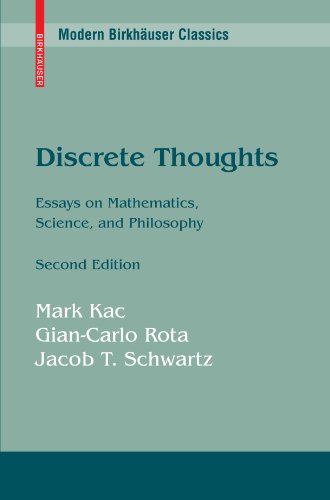 BIRKHÄUSER
Modern Birkhäuser Classics
Discrete Thoughts
Essays on Mathematics,
Science, and Philosophy
Second Edition
Mark Kac
Gian-Carlo Rota
Jacob T. Schwartz